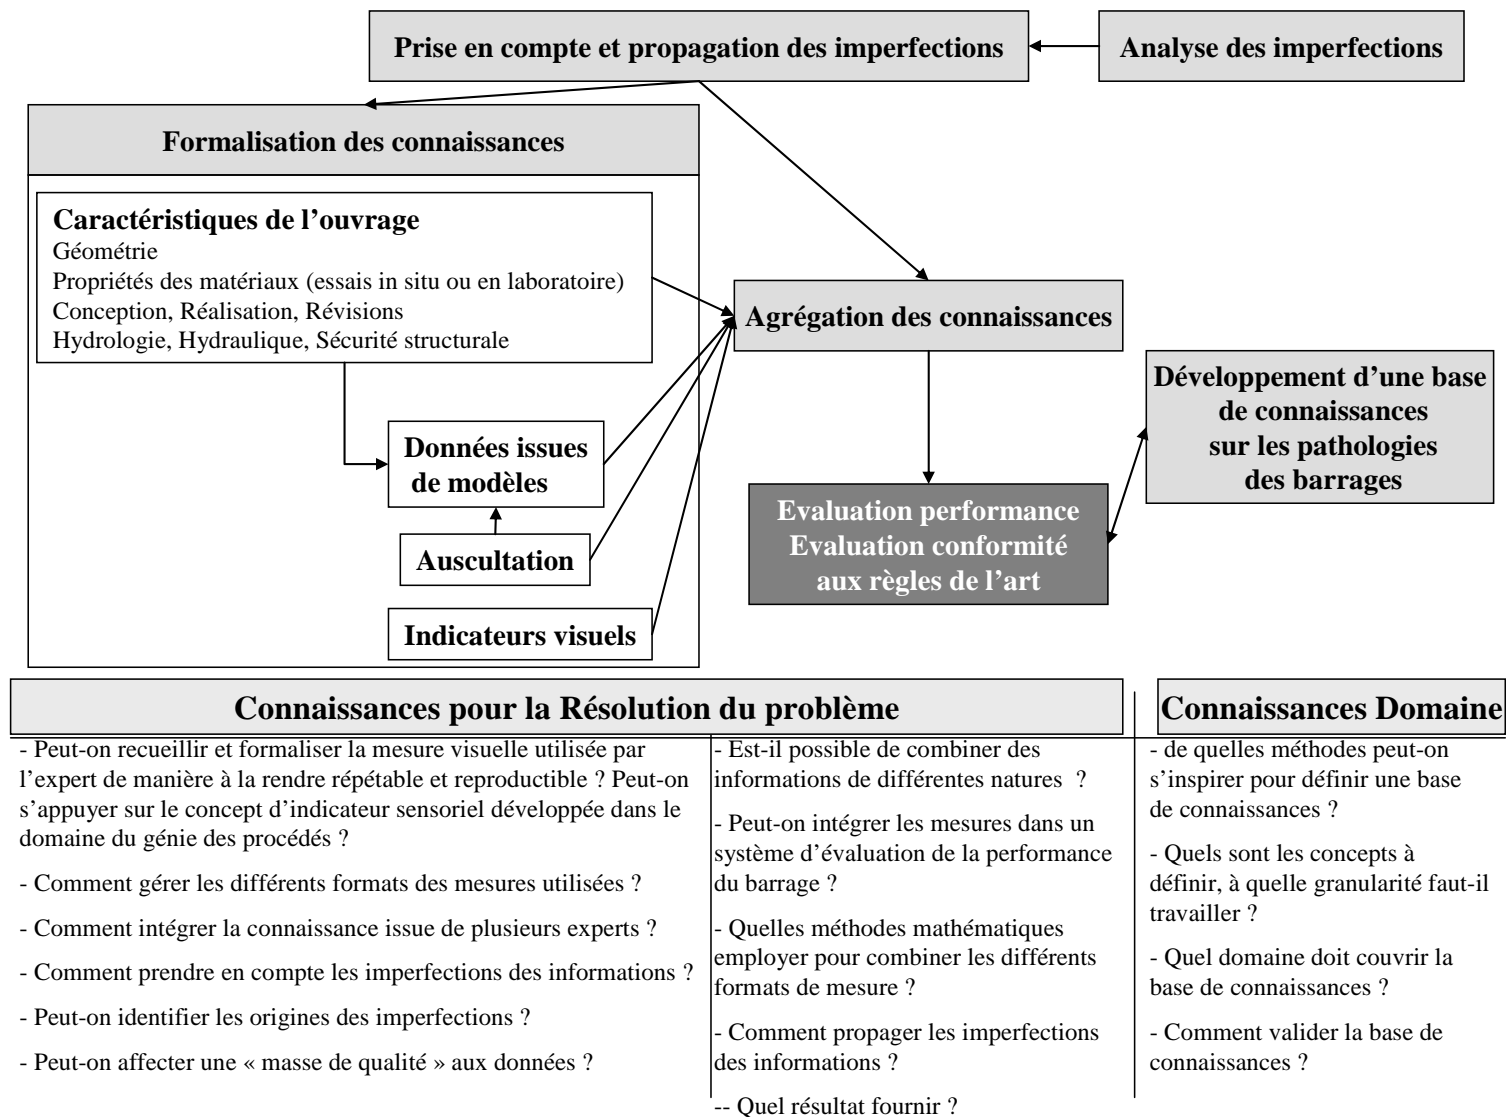 Prise en compte et propagation des imperfections
Analyse des imperfections
Formalisation des connaissances
Caractéristiques de l’ouvrage
Géométrie
Propriétés des matériaux (essais in situ ou en laboratoire)
Conception, Réalisation, Révisions
Hydrologie, Hydraulique, Sécurité structurale
Agrégation des connaissances
Développement d’une base
de connaissances
sur les pathologies
des barrages
Données issues
de modèles
Evaluation performance
Evaluation conformité
aux règles de l’art
Auscultation
Indicateurs visuels
Connaissances pour la Résolution du problème
Connaissances Domaine
- Peut-on recueillir et formaliser la mesure visuelle utilisée par
l’expert de manière à la rendre répétable et reproductible ? Peut-on
s’appuyer sur le concept d’indicateur sensoriel développée dans le
domaine du génie des procédés ?
- Comment gérer les différents formats des mesures utilisées ?
- Comment intégrer la connaissance issue de plusieurs experts ?
- Comment prendre en compte les imperfections des informations ?
- Peut-on identifier les origines des imperfections ?
- Peut-on affecter une « masse de qualité » aux données ?
- Est-il possible de combiner des
informations de différentes natures  ?
- Peut-on intégrer les mesures dans un
système d’évaluation de la performance
du barrage ?
- Quelles méthodes mathématiques
employer pour combiner les différents
formats de mesure ?
- Comment propager les imperfections
des informations ?
-- Quel résultat fournir ?
- de quelles méthodes peut-on
s’inspirer pour définir une base
de connaissances ?
- Quels sont les concepts à
définir, à quelle granularité faut-il
travailler ?
- Quel domaine doit couvrir la
base de connaissances ?
- Comment valider la base de
connaissances ?